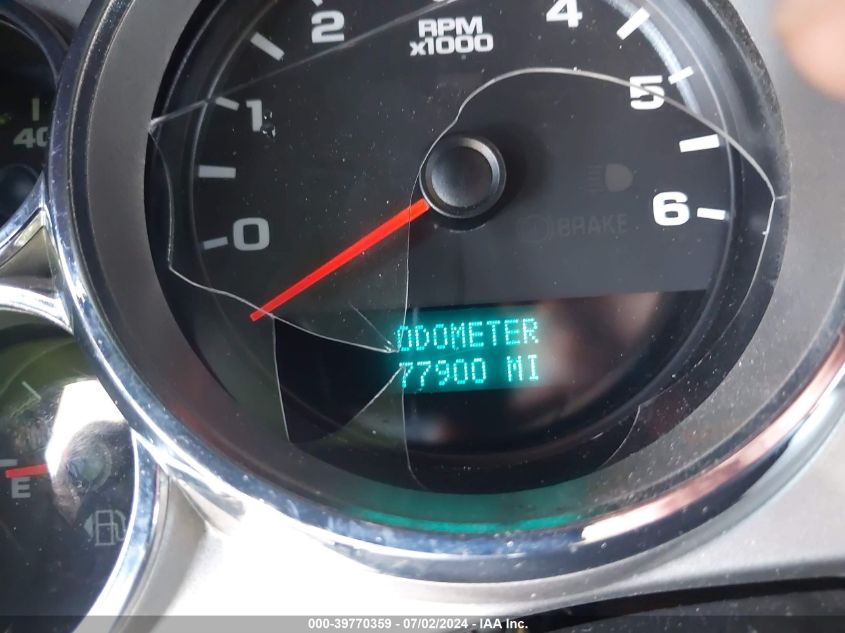 2
4
RPM
x1000
1
5
40
0
6
BRAKE
ODOMETER
77900 MI
E
000-39770359 - 07/02/2024 - IAA Inc.